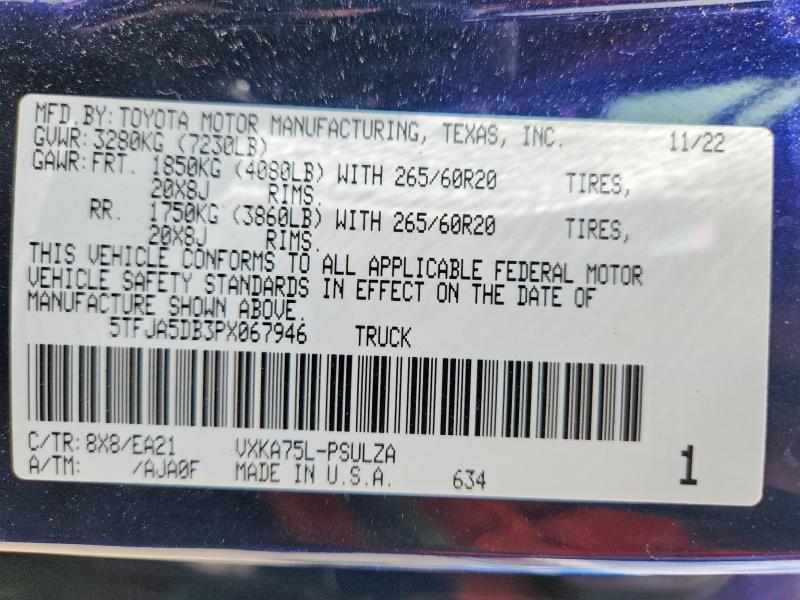 MFD.BY:TOYOTA MOTOR MANUFACTURING, TEXAS, INC. 11/22
GVWR:3280KG (7230LB)
GAWR:FRT. 1850KG (4080LB) WITH 265/60R20 TIRES,
20X8J RIMS.
RR. 1750KG (3860LB) WITH 265/60R20 TIRES,
20X8J RIMS.
THIS VEHICLE CONFORMS TO ALL APPLICABLE FEDERAL MOTOR
VEHICLE SAFETY STANDARDS IN EFFECT ON THE DATE OF
MANUFACTURE SHOWN ABOVE.
5TFJA5DB3PX067946 TRUCK
C/TR:8X8/EA21 VXKA75L-PSULZA
A/TM: /AJA0F MADE IN U.S.A. 634 1